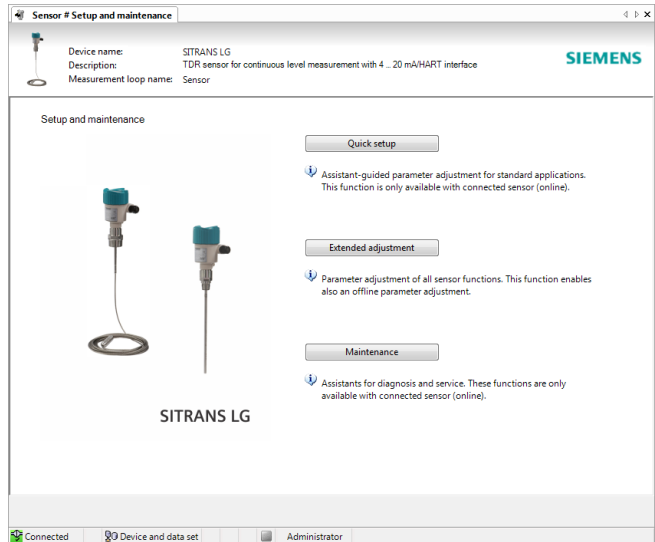 Sensor # Setup and maintenance
Device name: SITRANS LG
Description: TDR sensor for continuous level measurement with 4 .. 20 mA/HART interface
Measurement loop name: Sensor
SIEMENS
Setup and maintenance
Quick setup
Assistant-guided parameter adjustment for standard applications.
This function is only available with connected sensor (online).
Extended adjustment
Parameter adjustment of all sensor functions. This function enables
also an offline parameter adjustment.
Maintenance
Assistants for diagnosis and service. These functions are only
available with connected sensor (online).
SITRANS LG
Connected Device and data set Administrator